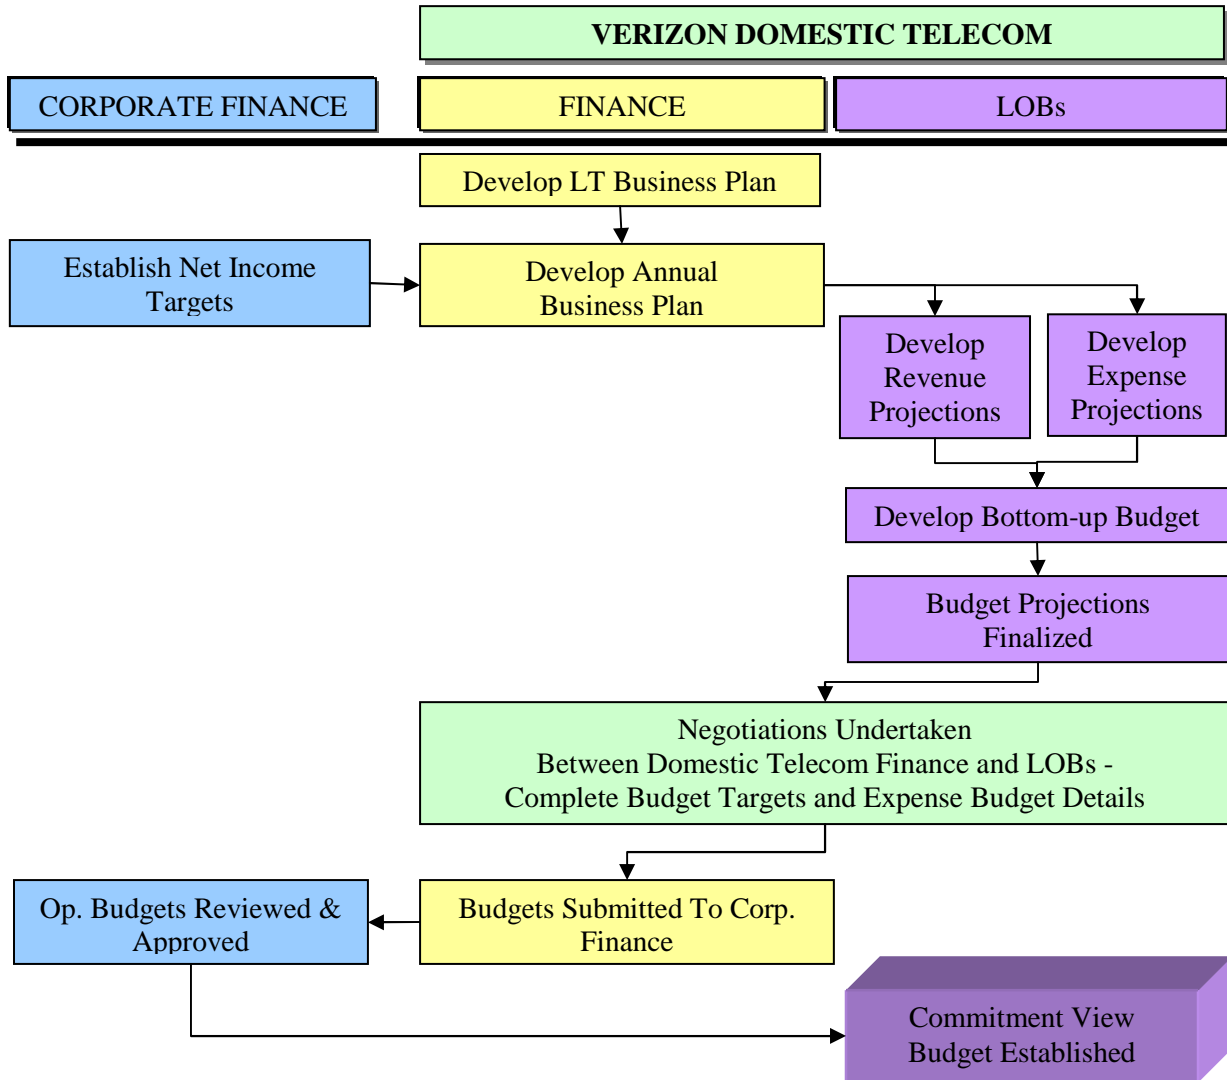 VERIZON DOMESTIC TELECOM
CORPORATE FINANCE
FINANCE
LOBs
Develop LT Business Plan
Establish Net Income
Targets
Develop Annual
Business Plan
Develop
Revenue
Projections
Develop
Expense
Projections
Develop Bottom-up Budget
Budget Projections
Finalized
Negotiations Undertaken
Between Domestic Telecom Finance and LOBs -
Complete Budget Targets and Expense Budget Details
Op. Budgets Reviewed &
Approved
Budgets Submitted To Corp.
Finance
Commitment View
Budget Established